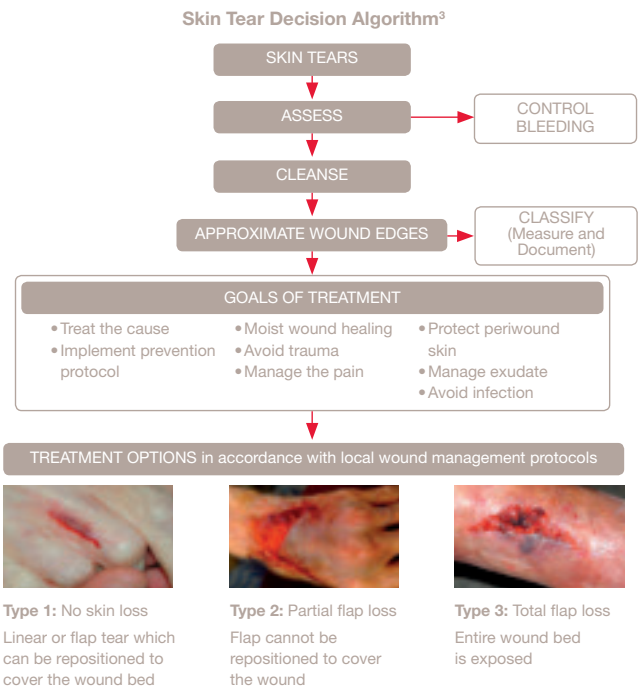 Skin Tear Decision Algorithm³
SKIN TEARS
ASSESS
CONTROL
BLEEDING
CLEANSE
APPROXIMATE WOUND EDGES
CLASSIFY
(Measure and
Document)
GOALS OF TREATMENT
• Treat the cause
• Implement prevention
protocol
• Moist wound healing
• Avoid trauma
• Manage the pain
• Protect periwound
skin
• Manage exudate
• Avoid infection
TREATMENT OPTIONS in accordance with local wound management protocols
Type 1: No skin loss
Linear or flap tear which
can be repositioned to
cover the wound bed
Type 2: Partial flap loss
Flap cannot be
repositioned to cover
the wound
Type 3: Total flap loss
Entire wound bed
is exposed